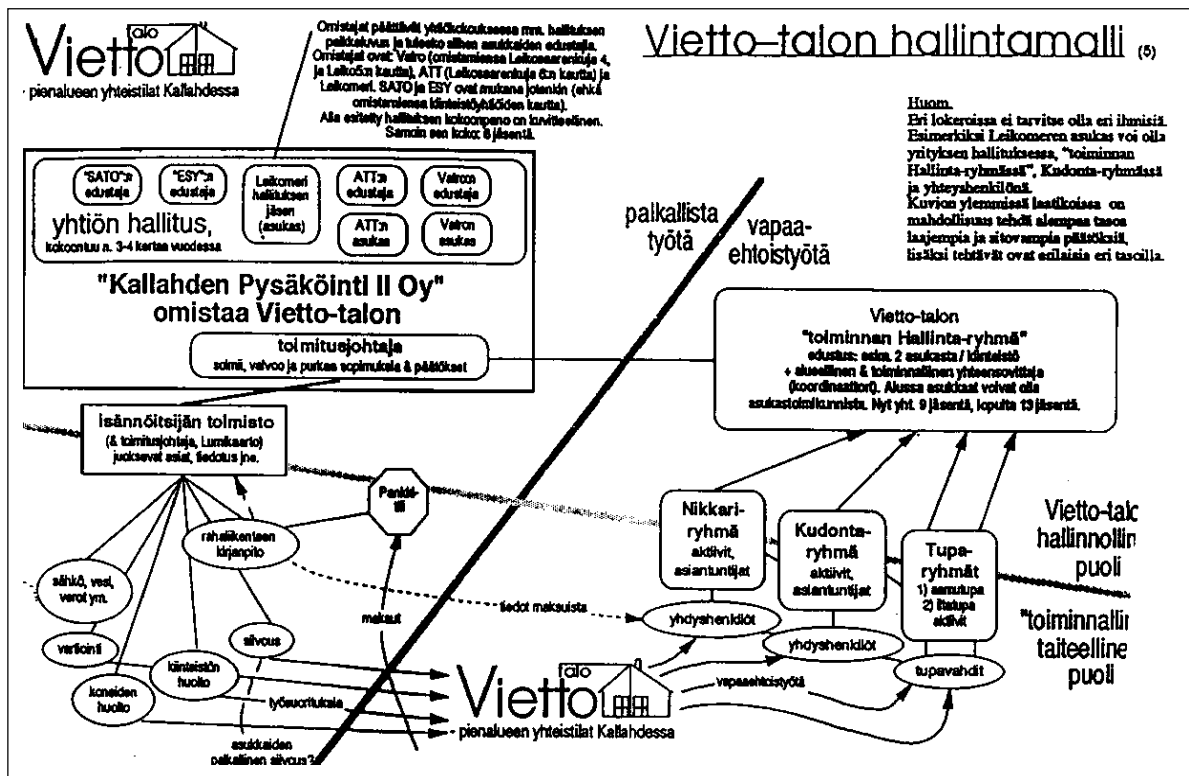 talo
Vietto
- pienalueen yhteistilat Kallahdessa
Omistajat päättävät yhtiökokouksessa mm. hallituksen
paikkaluvun ja tuleeko siihen asukkaiden edustaja.
Omistajat ovat: Vatro (omistamiensa Leikosaarenkuja 4,
ja Leiko5:n kautta), ATT (Leikosaarenkuja 6:n kautta) ja
Leikomeri. SATO ja ESY ovat mukana jotenkin (ehkä
omistamiensa kiinteistöyhtiöiden kautta).
Alla esitetty hallituksen kokoonpano on kuvitteellinen.
Samoin sen koko: 8 jäsentä.
Vietto–talon hallintamalli (5)
Huom.
Eri lokeroissa ei tarvitse olla eri ihmisiä.
Esimerkiksi Leikomeren asukas voi olla
yrityksen hallituksessa, "toiminnan
Hallinta-ryhmässä", Kudonta-ryhmässä
ja yhteyshenkilönä.
Kuvion ylemmissä laatikoissa on
mahdollisuus tehdä alempaa tasoa
laajempia ja sitovampia päätöksiä,
lisäksi tehtävät ovat erilaisia eri tasoilla.
"SATO":n
edustaja
"ESY":n
edustaja
Leikomeri
hallituksen
jäsen
(asukas)
ATT:n
edustaja
Vatron
edustaja
ATT:n
asukas
Vatron
asukas
yhtiön hallitus,
kokoontuu n. 3-4 kertaa vuodessa
"Kallahden Pysäköinti II Oy"
omistaa Vietto-talon
toimitusjohtaja
solmii, valvoo ja purkaa sopimuksia & päätökset
palkallista
työtä
vapaa-
ehtoistyötä
Vietto-talon
"toiminnan Hallinta-ryhmä"
edustus: esim. 2 asukasta / kiinteistö
+ alueellinen & toiminnallinen yhteensovittaja
(koordinaattori). Alussa asukkaat voivat olla
asukastoimikunnista. Nyt yht. 9 jäsentä, lopulta 13 jäsentä.
isännöitsijän toimisto
(& toimitusjohtaja, Lumikaarto)
juoksevat asiat, tiedotus jne.
Pankki-
tili
rahaliikenteen
kirjanpito
sähkö, vesi,
verot ym.
vartiointi
koneiden
huolto
kiinteistön
huolto
siivous
työsuorituksia
asukkaiden
palkallinen siivous?
maksut
tiedot maksuista
Nikkari-
ryhmä
aktiivit,
asiantuntijat
Kudonta-
ryhmä
aktiivit,
asiantuntijat
Tupa-
ryhmät
1) aamutupa
2) iltatupa
aktiivit
yhdyshenkilöt
yhdyshenkilöt
tupavahdit
vapaaehtoistyötä
talo
Vietto
- pienalueen yhteistilat Kallahdessa
Vietto-talo
hallinnollin
puoli
"toiminnallin
taiteelline
puoli